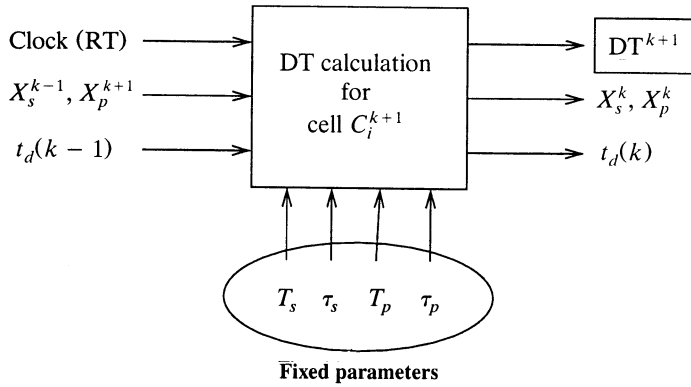 Clock (RT)
X_s^{k-1}, X_p^{k+1}
t_d(k − 1)
DT calculation
for
cell C_i^{k+1}
DT^{k+1}
X_s^k, X_p^k
t_d(k)
T_s τ_s T_p τ_p
Fixed parameters